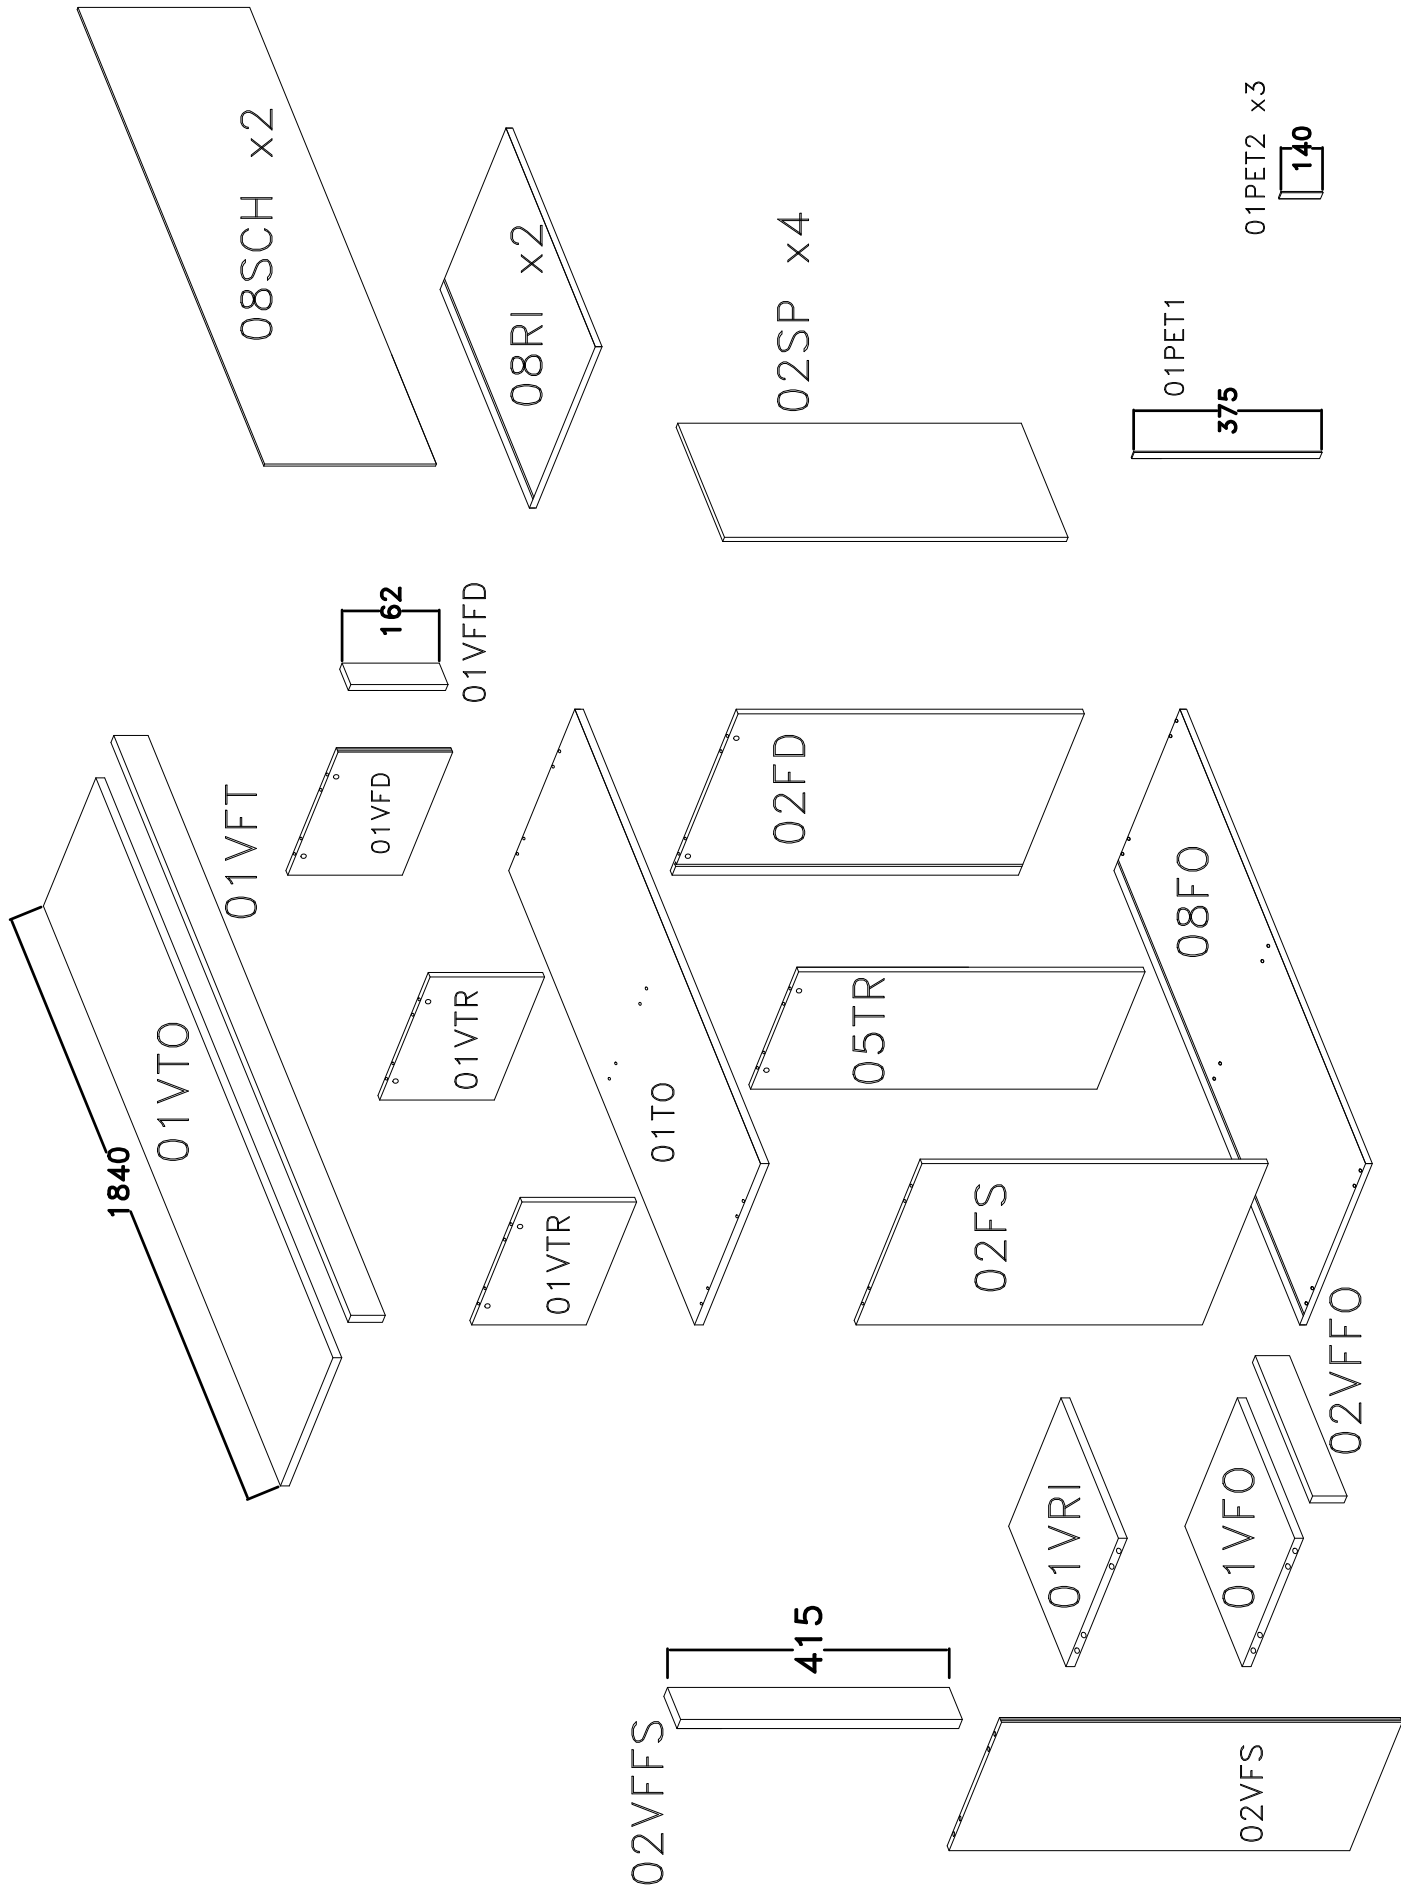 08SCH x2
08RI x2
02SP x4
01PET2 x3
140
01PET1
375
162
01VFFD
01VFT
01VFD
01VTO
1840
01VTR
01VTR
01TO
02FD
05TR
02FS
08FO
02VFFO
01VRI
01VFO
415
02VFFS
02VFS